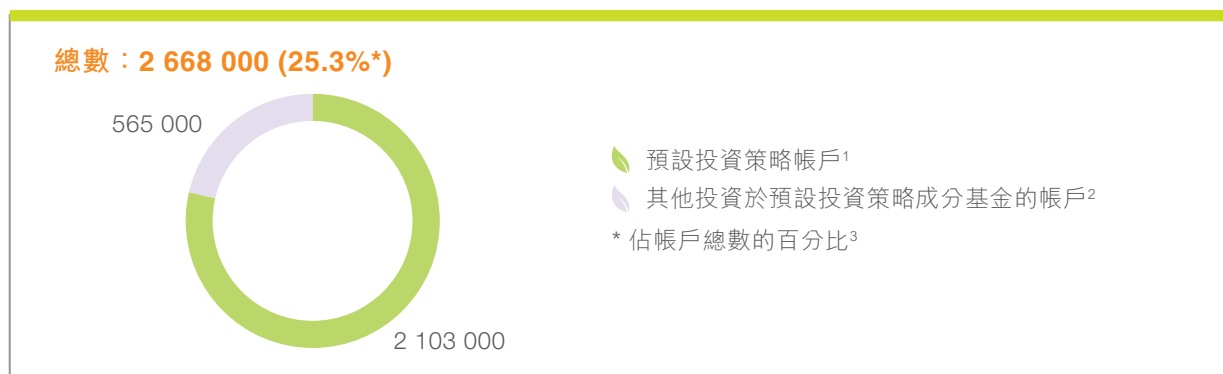 總數：2 668 000 (25.3%*)
565 000
預設投資策略帳戶¹
其他投資於預設投資策略成分基金的帳戶²
* 佔帳戶總數的百分比³
2 103 000